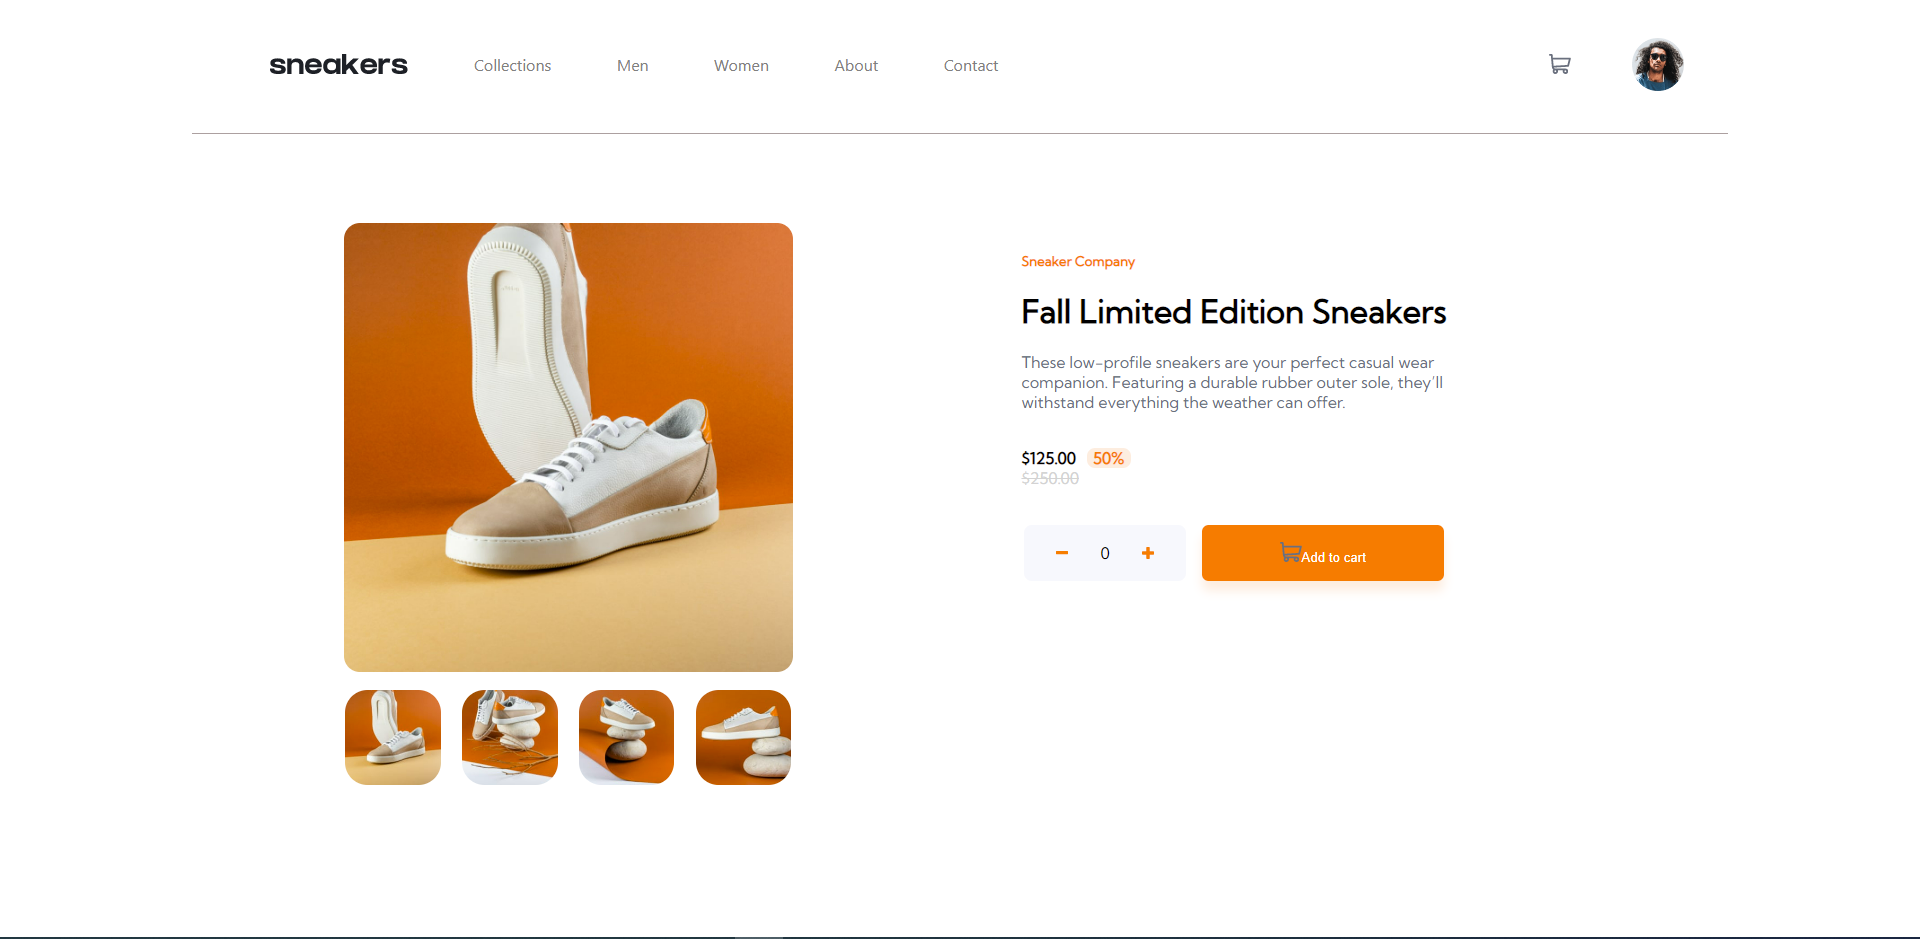 sneakers
Collections
Men
Women
About
Contact
Sneaker Company
Fall Limited Edition Sneakers
These low-profile sneakers are your perfect casual wear
companion. Featuring a durable rubber outer sole, they'll
withstand everything the weather can offer.
$125.00 50%
$250.00
0
Add to cart